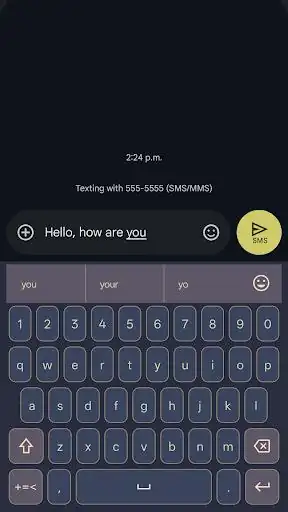 2:24 p.m.
Texting with 555-5555 (SMS/MMS)
Hello, how are you
SMS
you your yo
1 2 3 4 5 6 7 8 9 0
q w e r t y u i o p
a s d f g h j k l
z x c v b n m
+=< , .